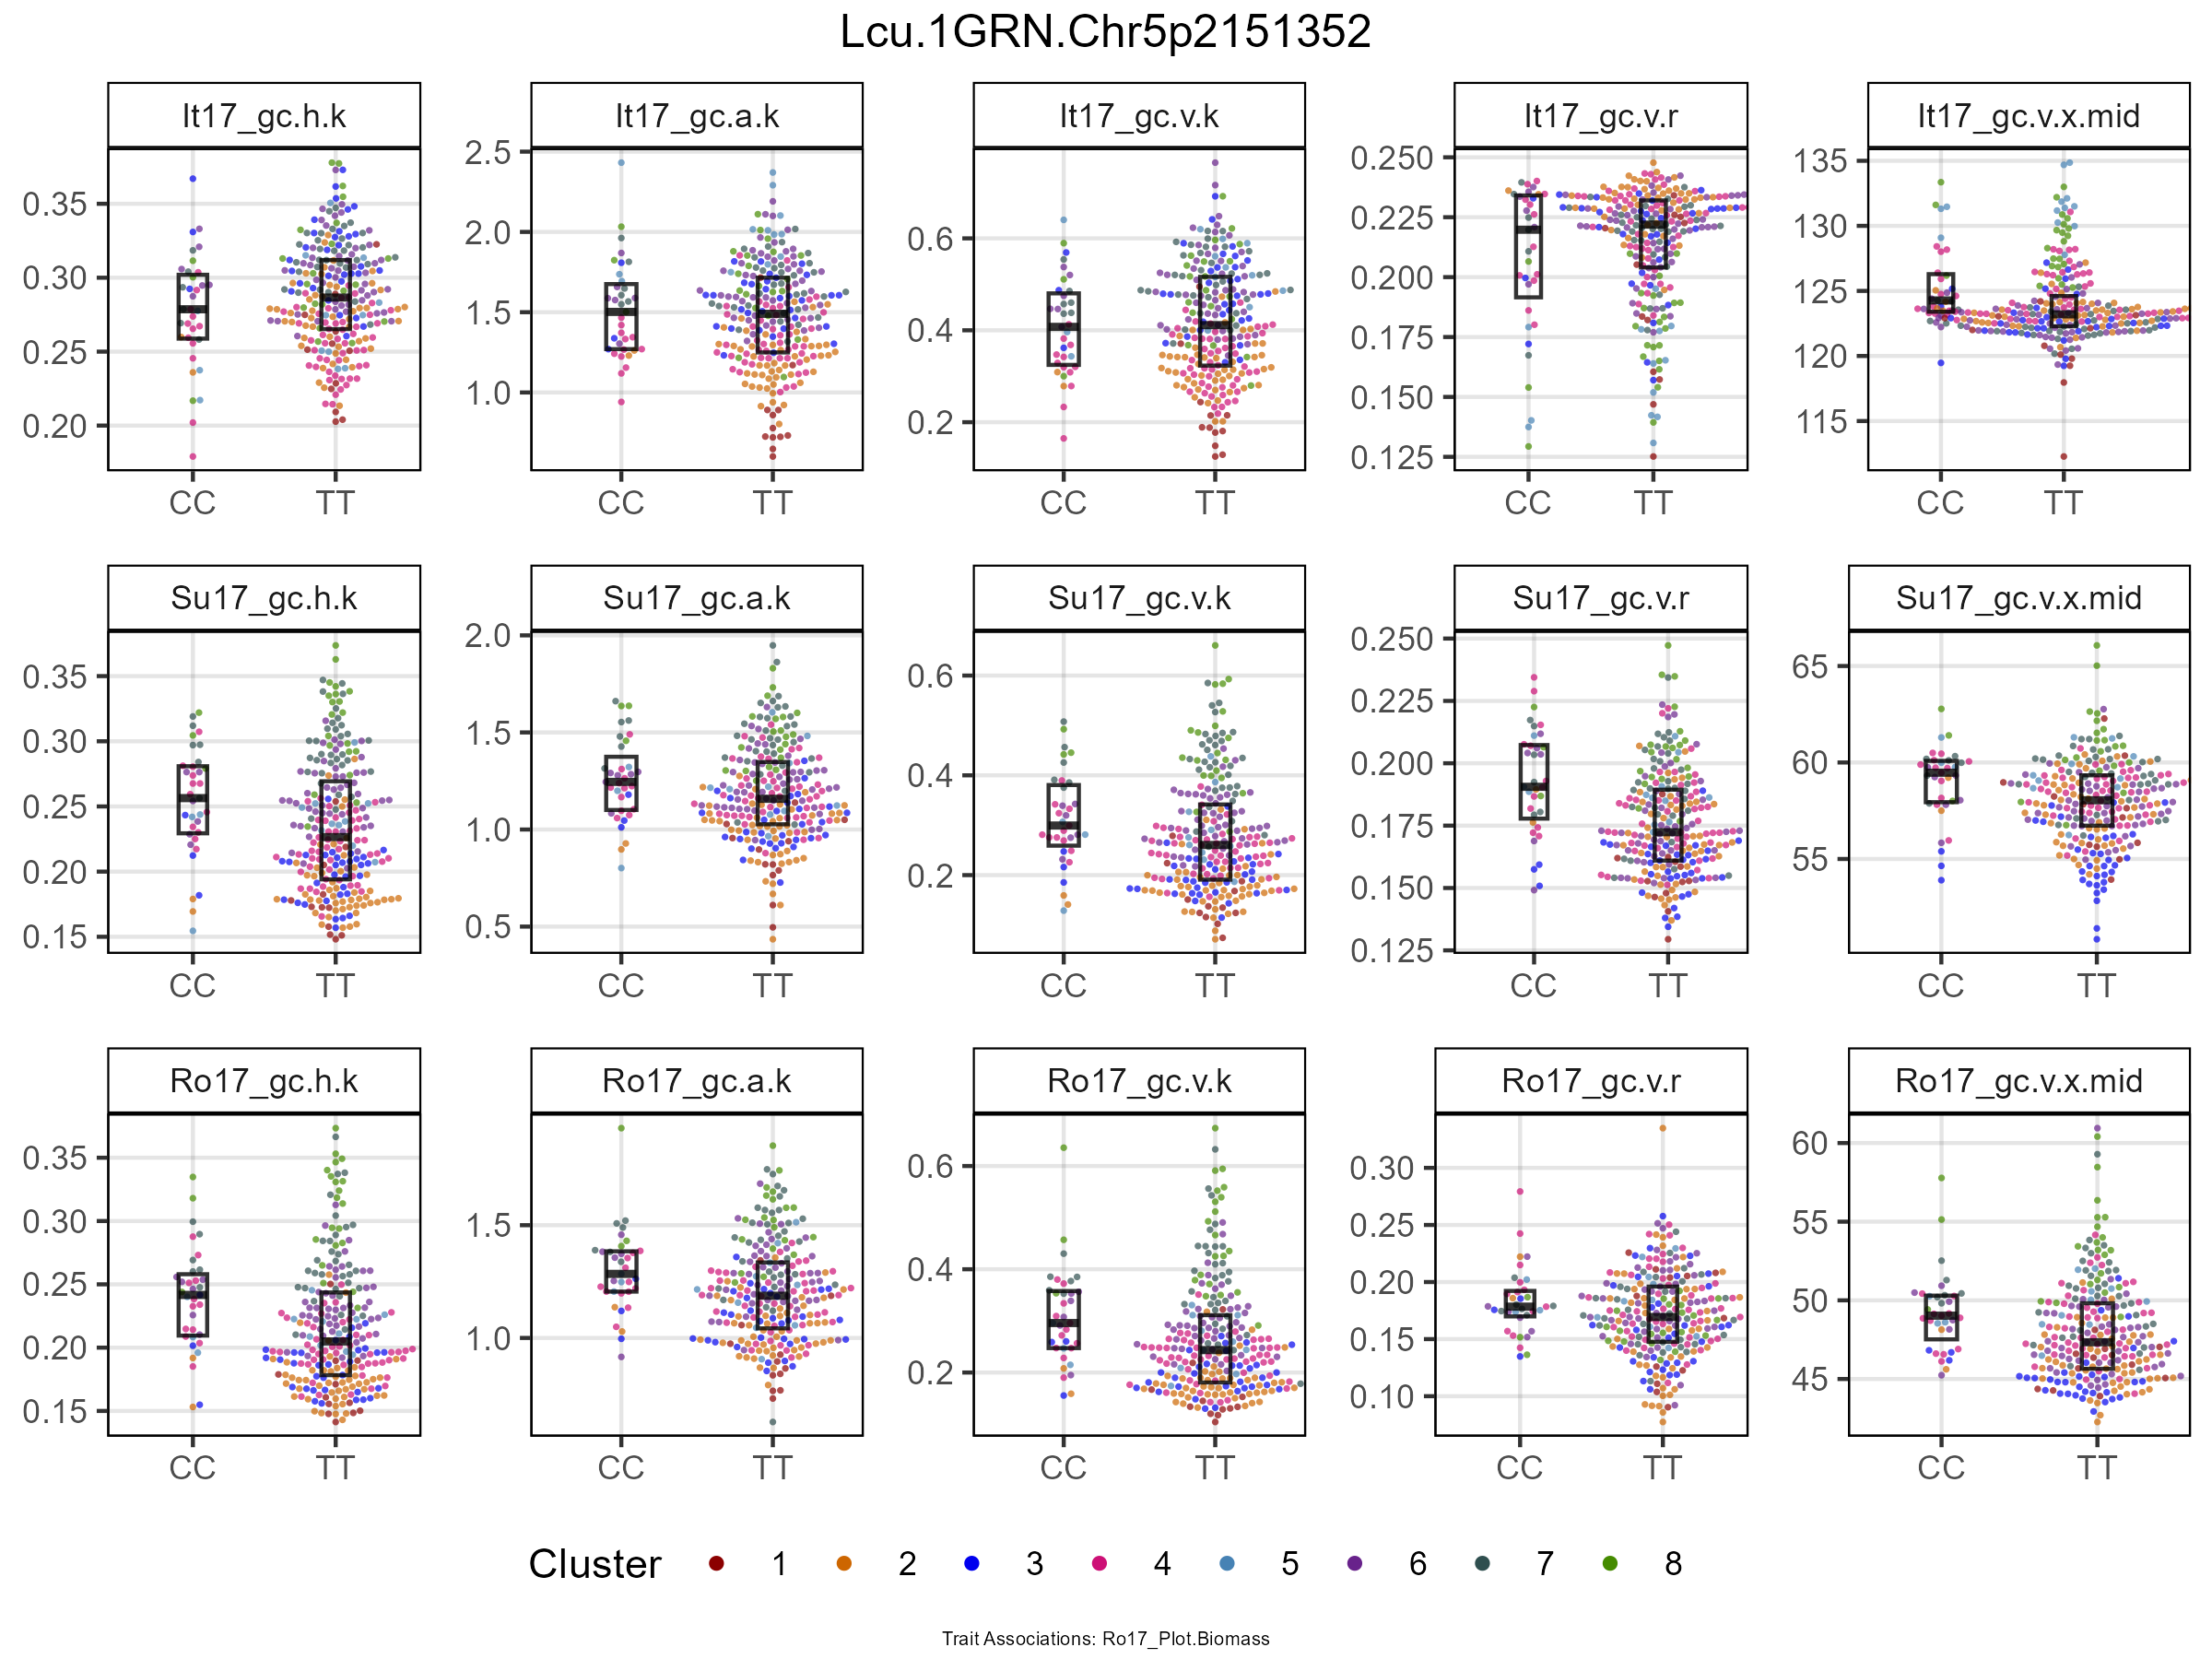 Lcu.1GRN.Chr5p2151352
It17_gc.h.k It17_gc.a.k It17_gc.v.k It17_gc.v.r It17_gc.v.x.mid
0.35 0.30 0.25 0.20
CC TT
2.5 2.0 1.5 1.0
CC TT
0.6 0.4 0.2
CC TT
0.250 0.225 0.200 0.175 0.150 0.125
CC TT
135 130 125 120 115
CC TT
Su17_gc.h.k Su17_gc.a.k Su17_gc.v.k Su17_gc.v.r Su17_gc.v.x.mid
0.35 0.30 0.25 0.20 0.15
CC TT
2.0 1.5 1.0 0.5
CC TT
0.6 0.4 0.2
CC TT
0.250 0.225 0.200 0.175 0.150 0.125
CC TT
65 60 55
CC TT
Ro17_gc.h.k Ro17_gc.a.k Ro17_gc.v.k Ro17_gc.v.r Ro17_gc.v.x.mid
0.35 0.30 0.25 0.20 0.15
CC TT
1.5 1.0
CC TT
0.6 0.4 0.2
CC TT
0.30 0.25 0.20 0.15 0.10
CC TT
60 55 50 45
CC TT
Cluster 1 2 3 4 5 6 7 8
Trait Associations: Ro17_Plot.Biomass